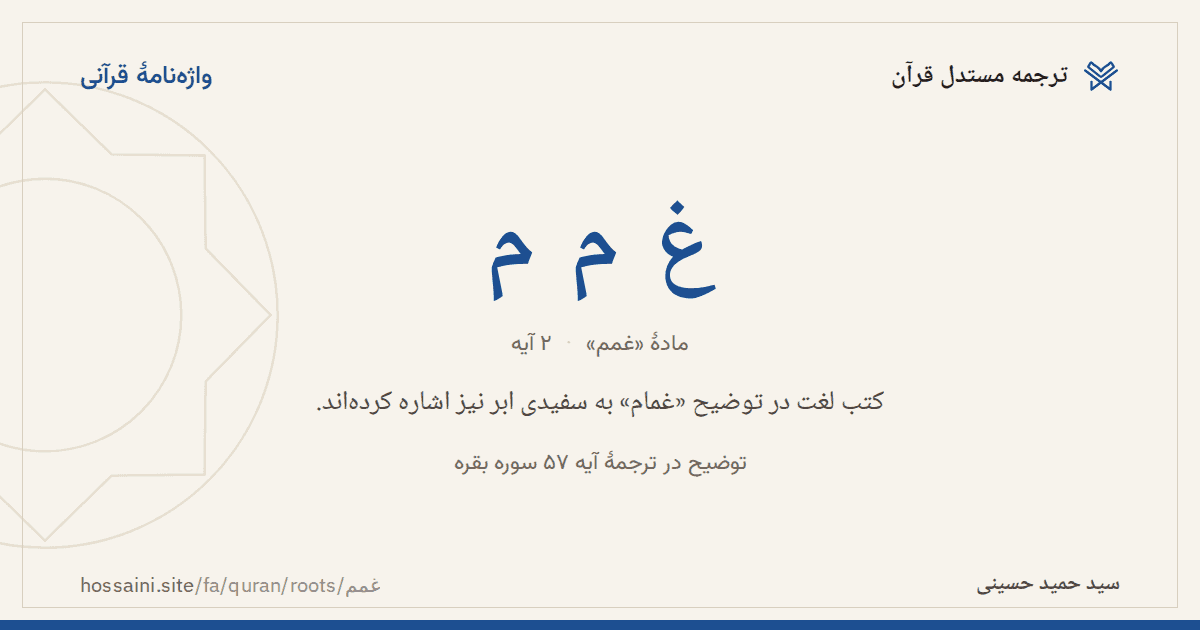 ترجمه مستدل قرآن
واژه‌نامهٔ قرآنی
غ م م
مادهٔ «غمم» · ۲ آیه
کتب لغت در توضیح «غمام» به سفیدی ابر نیز اشاره کرده‌اند.
توضیح در ترجمهٔ آیه ۵۷ سوره بقره
سید حمید حسینی
hossaini.site/fa/quran/roots/غمم